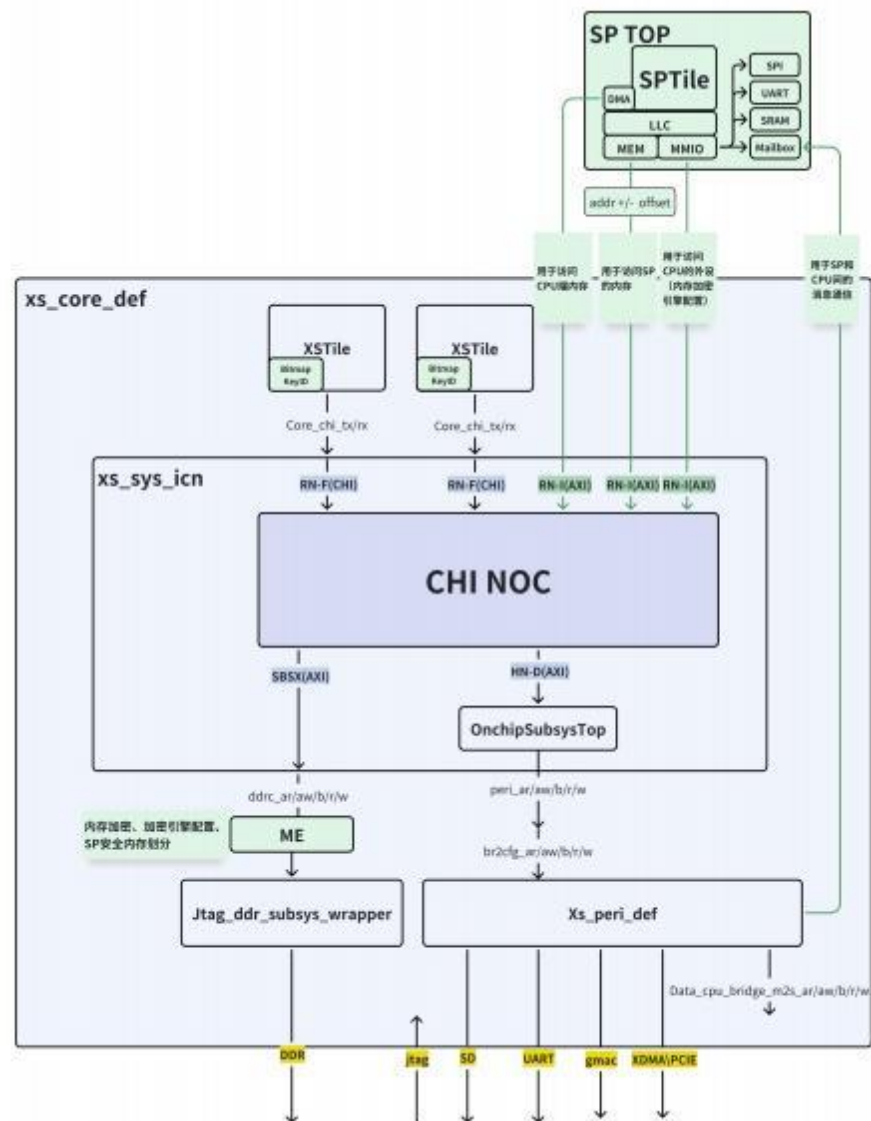 SP TOP
SPTile
DMA
LLC
MEM
MMIO
SPI
UART
SRAM
Mailbox
addr +/- offset
用于访问
CPU端内存
用于访问SP
的内存
用于访问
CPU的外设
(内存加密
引擎配置)
用于SP和
CPU间的
消息通信
xs_core_def
XSTile
Bitmap
KeyID
XSTile
Bitmap
KeyID
Core_chi_tx/rx
Core_chi_tx/rx
xs_sys_icn
RN-F(CHI)
RN-F(CHI)
RN-I(AXI)
RN-I(AXI)
RN-I(AXI)
CHI NOC
SBSX(AXI)
HN-D(AXI)
OnchipSubsysTop
ddrc_ar/aw/b/r/w
peri_ar/aw/b/r/w
内存加密、加密引擎配置、
SP安全内存划分
ME
br2cfg_ar/aw/b/r/w
Jtag_ddr_subsys_wrapper
Xs_peri_def
Data_cpu_bridge_m2s_ar/aw/b/r/w
DDR
jtag
SD
UART
gmac
XDMA\PCIE